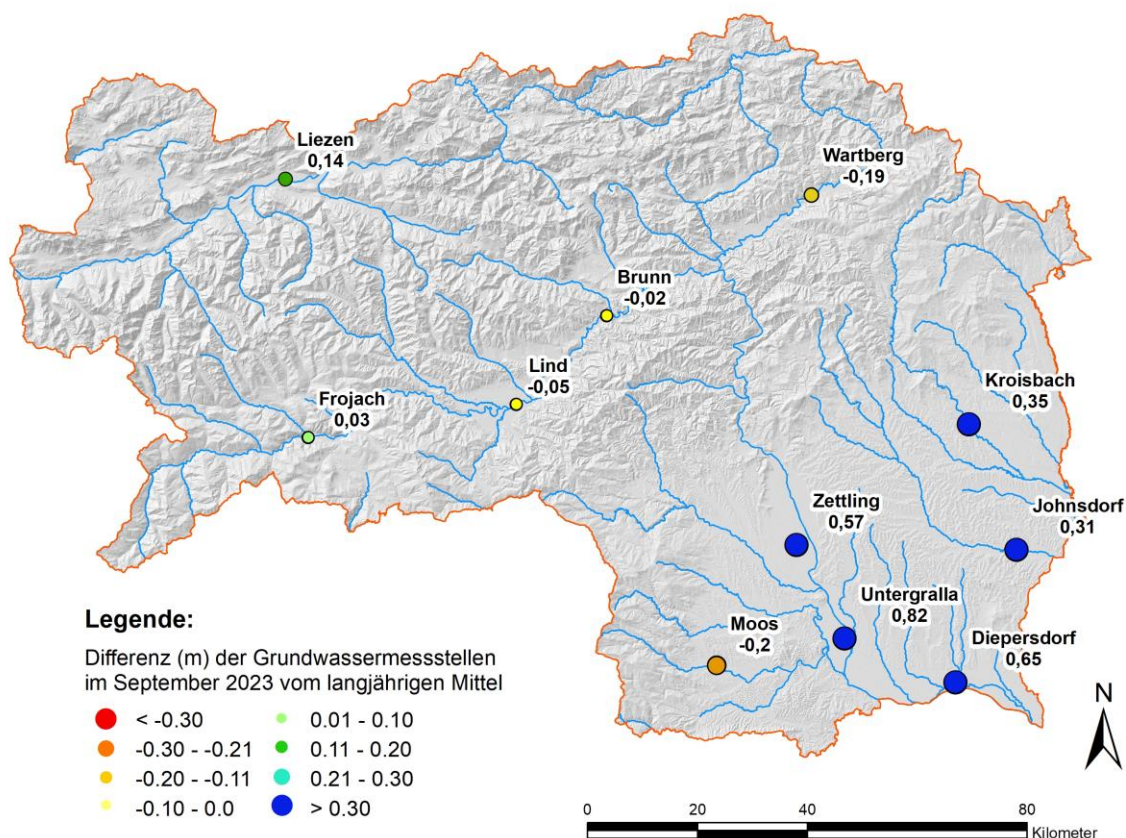 Liezen
0,14
Wartberg
-0,19
Brunn
-0,02
Lind
-0,05
Frojach
0,03
Kroisbach
0,35
Zettling
0,57
Johnsdorf
0,31
Untergralla
0,82
Moos
-0,2
Diepersdorf
0,65
Legende:
Differenz (m) der Grundwassermessstellen
im September 2023 vom langjährigen Mittel
< -0.30
-0.30 - -0.21
-0.20 - -0.11
-0.10 - 0.0
0.01 - 0.10
0.11 - 0.20
0.21 - 0.30
> 0.30
N
0 20 40 80
Kilometer